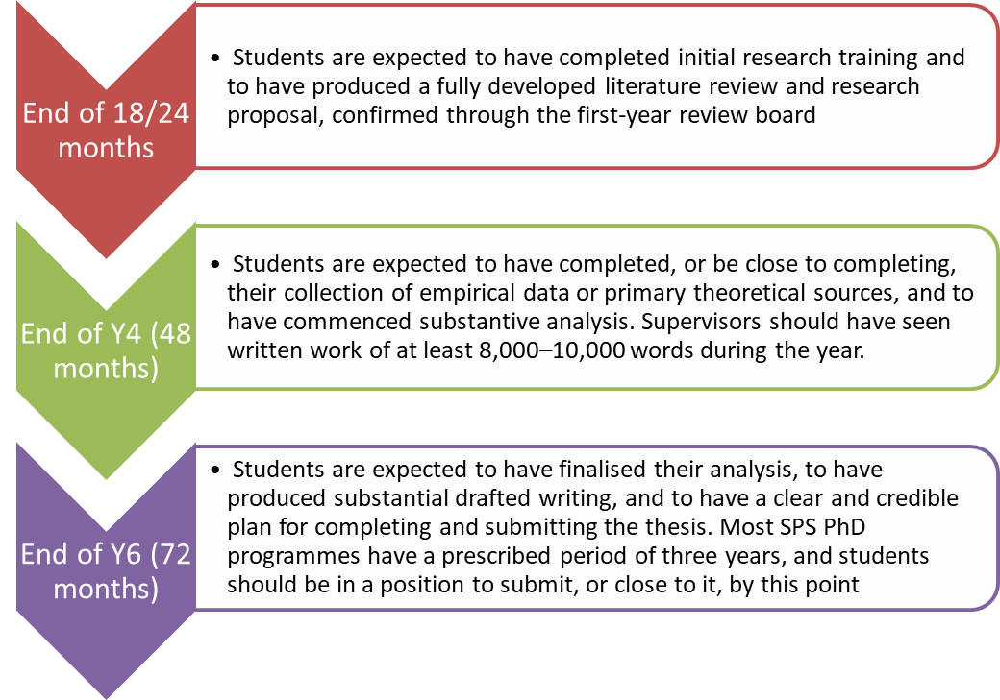 End of 18/24
months
• Students are expected to have completed initial research training and
to have produced a fully developed literature review and research
proposal, confirmed through the first-year review board
End of Y4 (48
months)
• Students are expected to have completed, or be close to completing,
their collection of empirical data or primary theoretical sources, and to
have commenced substantive analysis. Supervisors should have seen
written work of at least 8,000–10,000 words during the year.
End of Y6 (72
months)
• Students are expected to have finalised their analysis, to have
produced substantial drafted writing, and to have a clear and credible
plan for completing and submitting the thesis. Most SPS PhD
programmes have a prescribed period of three years, and students
should be in a position to submit, or close to it, by this point